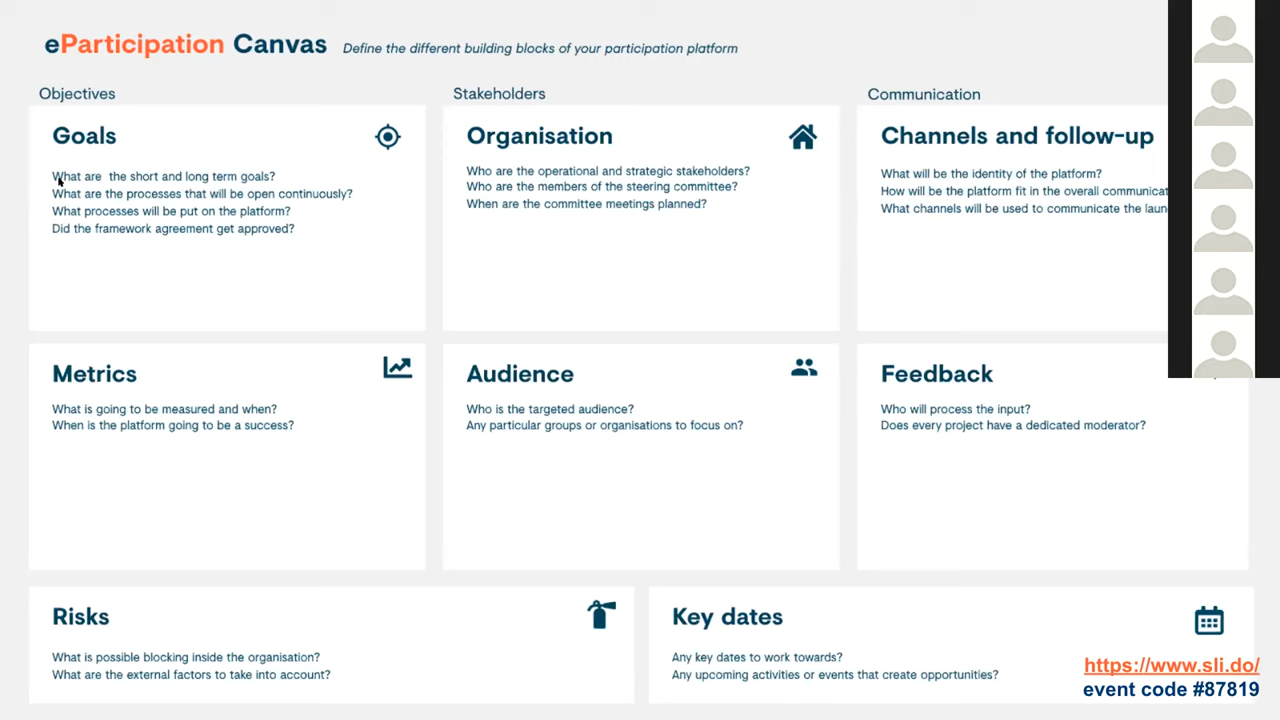 eParticipation Canvas Define the different building blocks of your participation platform
Objectives
Goals
What are the short and long term goals?
What are the processes that will be open continuously?
What processes will be put on the platform?
Did the framework agreement get approved?
Stakeholders
Organisation
Who are the operational and strategic stakeholders?
Who are the members of the steering committee?
When are the committee meetings planned?
Communication
Channels and follow-up
What will be the identity of the platform?
How will the platform fit in the overall communicat
What channels will be used to communicate the laun
Metrics
What is going to be measured and when?
When is the platform going to be a success?
Audience
Who is the targeted audience?
Any particular groups or organisations to focus on?
Feedback
Who will process the input?
Does every project have a dedicated moderator?
Risks
What is possible blocking inside the organisation?
What are the external factors to take into account?
Key dates
Any key dates to work towards?
Any upcoming activities or events that create opportunities?
https://www.sli.do/
event code #87819